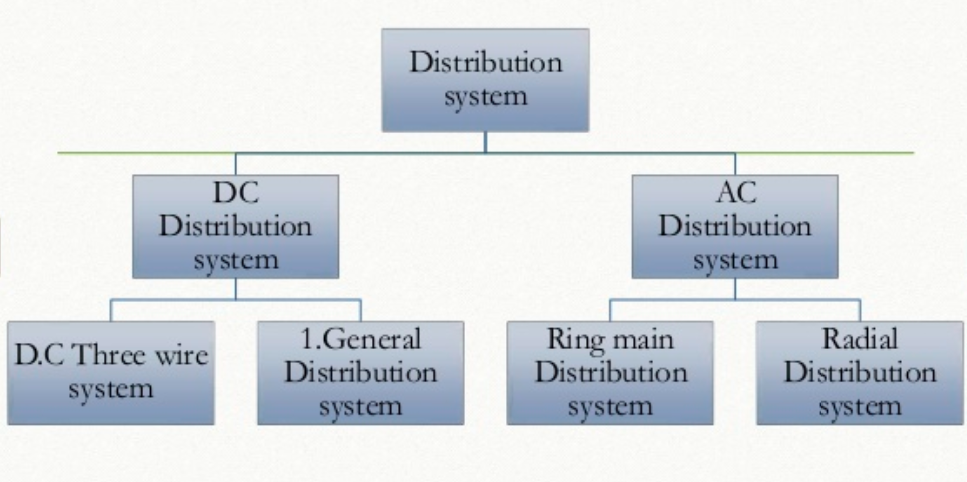 Distribution
system
DC
Distribution
system
AC
Distribution
system
D.C Three wire
system
1.General
Distribution
system
Ring main
Distribution
system
Radial
Distribution
system